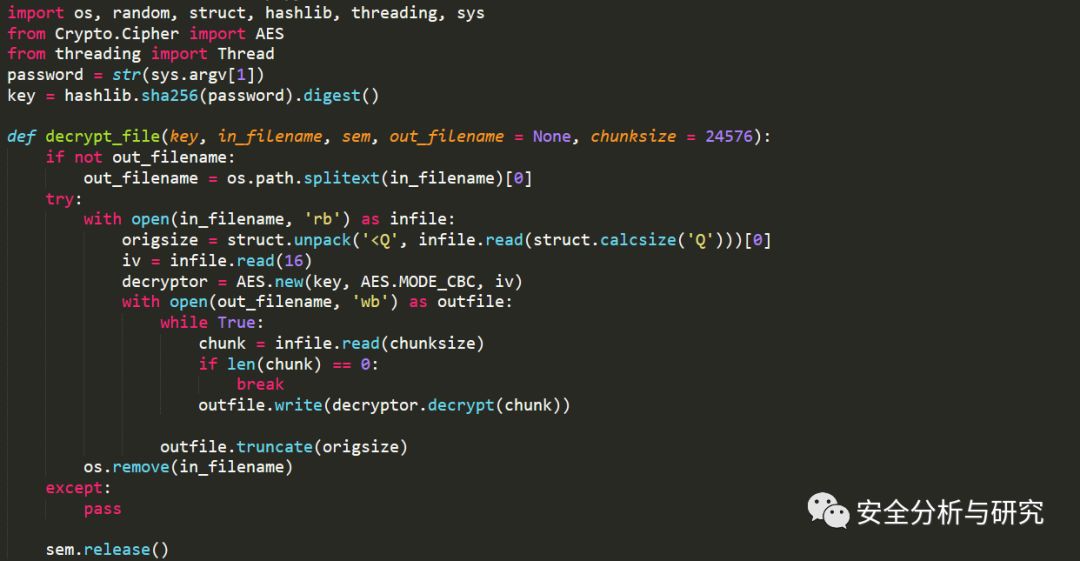 import os, random, struct, hashlib, threading, sys
from Crypto.Cipher import AES
from threading import Thread
password = str(sys.argv[1])
key = hashlib.sha256(password).digest()

def decrypt_file(key, in_filename, sem, out_filename = None, chunksize = 24576):
    if not out_filename:
        out_filename = os.path.splitext(in_filename)[0]
    try:
        with open(in_filename, 'rb') as infile:
            origsize = struct.unpack('<Q', infile.read(struct.calcsize('Q')))[0]
            iv = infile.read(16)
            decryptor = AES.new(key, AES.MODE_CBC, iv)
            with open(out_filename, 'wb') as outfile:
                while True:
                    chunk = infile.read(chunksize)
                    if len(chunk) == 0:
                        break
                    outfile.write(decryptor.decrypt(chunk))

                outfile.truncate(origsize)
        os.remove(in_filename)
    except:
        pass

    sem.release()
安全分析与研究